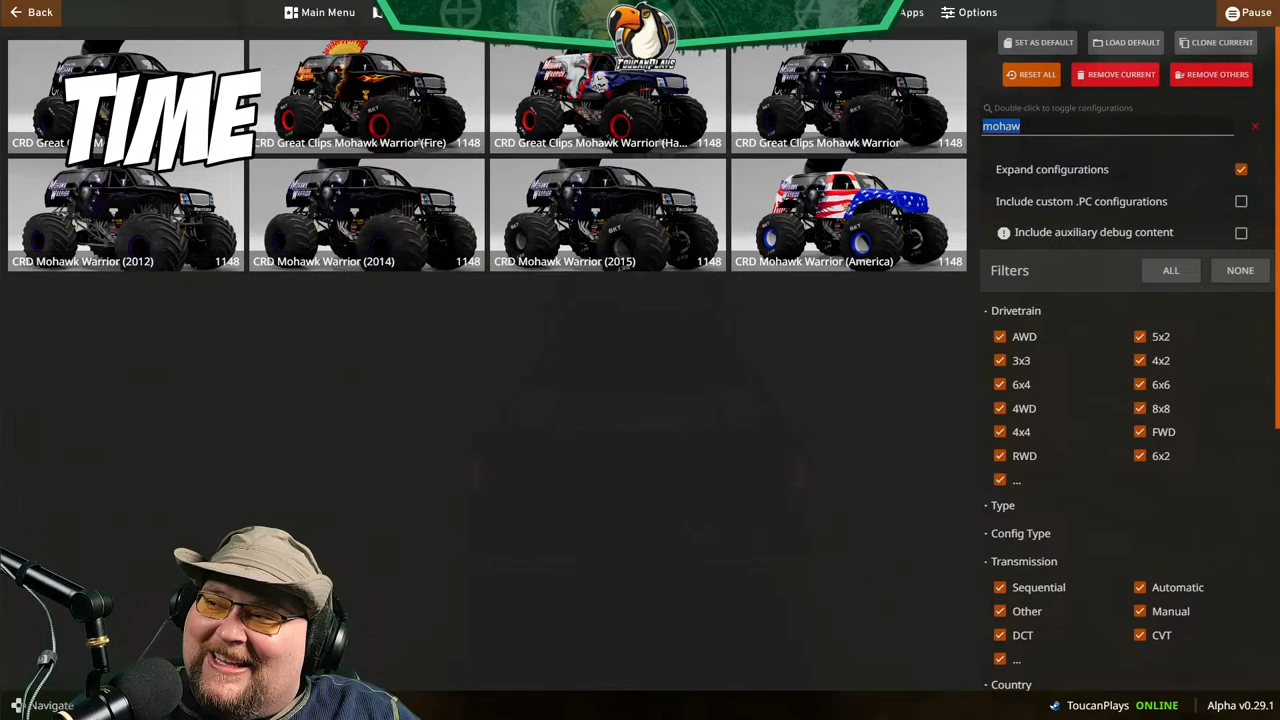 Back
Main Menu
Apps
Options
Pause
TOUCANPLAYS
TIME
SET AS DEFAULT
LOAD DEFAULT
CLONE CURRENT
RESET ALL
REMOVE CURRENT
REMOVE OTHERS
Double-click to toggle configurations
mohaw
CRD Great
CRD Great Clips Mohawk Warrior (Fire) 1148
CRD Great Clips Mohawk Warrior (Ha... 1148
CRD Great Clips Mohawk Warrior 1148
CRD Mohawk Warrior (2012) 1148
CRD Mohawk Warrior (2014) 1148
CRD Mohawk Warrior (2015) 1148
CRD Mohawk Warrior (America) 1148
Expand configurations
Include custom .PC configurations
Include auxiliary debug content
Filters
ALL
NONE
- Drivetrain
AWD 5x2
3x3 4x2
6x4 6x6
4WD 8x8
4x4 FWD
RWD 6x2
...
- Type
- Config Type
- Transmission
Sequential Automatic
Other Manual
DCT CVT
...
- Country
Navigate
ToucanPlays ONLINE
Alpha v0.29.1